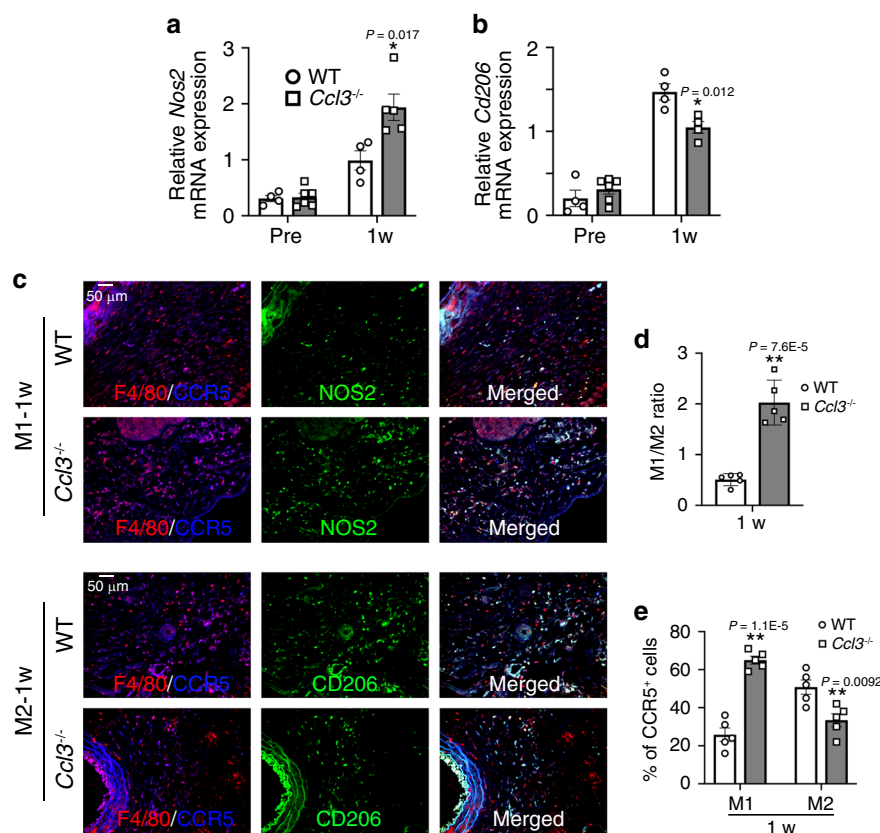 a
Relative Nos2
mRNA expression
3
2
1
0
WT
Ccl3-/-
P = 0.017
*
Pre
1w
b
Relative Cd206
mRNA expression
2
1
0
P = 0.012
*
Pre
1w
c
M1-1w
WT
50 μm
F4/80/CCR5
NOS2
Merged
Ccl3-/-
F4/80/CCR5
NOS2
Merged
M2-1w
WT
50 μm
F4/80/CCR5
CD206
Merged
Ccl3-/-
F4/80/CCR5
CD206
Merged
d
M1/M2 ratio
3
2
1
0
P = 7.6E-5
**
WT
Ccl3-/-
1 w
e
% of CCR5+ cells
80
60
40
20
0
WT
Ccl3-/-
P = 1.1E-5
**
P = 0.0092
**
M1
M2
1 w